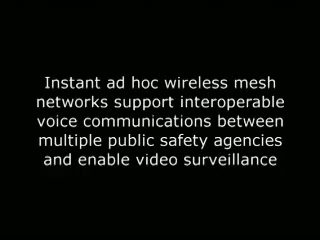 Instant ad hoc wireless mesh
networks support interoperable
voice communications between
multiple public safety agencies
and enable video surveillance